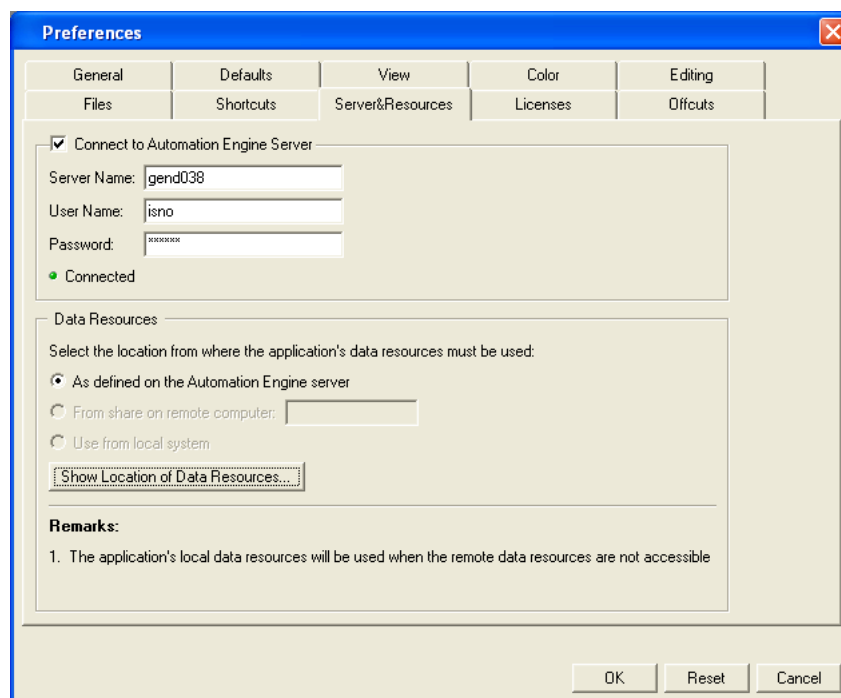 Preferences
General Defaults View Color Editing
Files Shortcuts Server&Resources Licenses Offcuts
Connect to Automation Engine Server
Server Name: gend038
User Name: isno
Password: ******
Connected
Data Resources
Select the location from where the application's data resources must be used:
As defined on the Automation Engine server
From share on remote computer:
Use from local system
Show Location of Data Resources...
Remarks:
1. The application's local data resources will be used when the remote data resources are not accessible
OK Reset Cancel